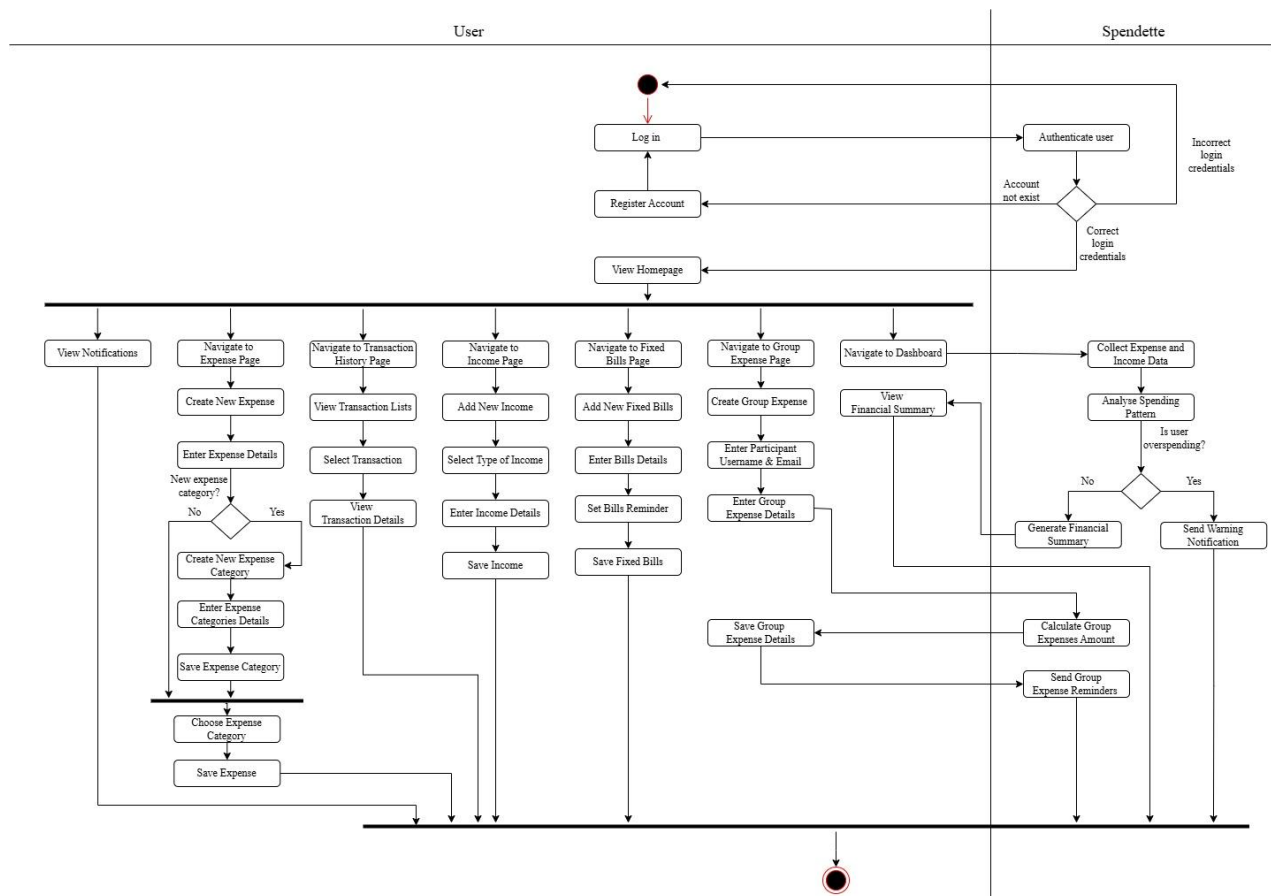 User
Spendette
Log in
Authenticate user
Incorrect
login
credentials
Account
not exist
Register Account
Correct
login
credentials
View Homepage
View Notifications
Navigate to
Expense Page
Navigate to Transaction
History Page
Navigate to
Income Page
Navigate to Fixed
Bills Page
Navigate to Group
Expense Page
Navigate to Dashboard
Collect Expense and
Income Data
Create New Expense
View Transaction Lists
Add New Income
Add New Fixed Bills
Create Group Expense
View
Financial Summary
Analyse Spending
Pattern
Is user
overspending?
Enter Expense Details
Select Transaction
Select Type of Income
Enter Bills Details
Enter Participant
Username & Email
New expense
category?
No
Yes
View
Transaction Details
Enter Income Details
Set Bills Reminder
Enter Group
Expense Details
No
Yes
Generate Financial
Summary
Send Warning
Notification
Create New Expense
Category
Save Income
Save Fixed Bills
Enter Expense
Categories Details
Save Group
Expense Details
Calculate Group
Expenses Amount
Save Expense Category
Send Group
Expense Reminders
Choose Expense
Category
Save Expense